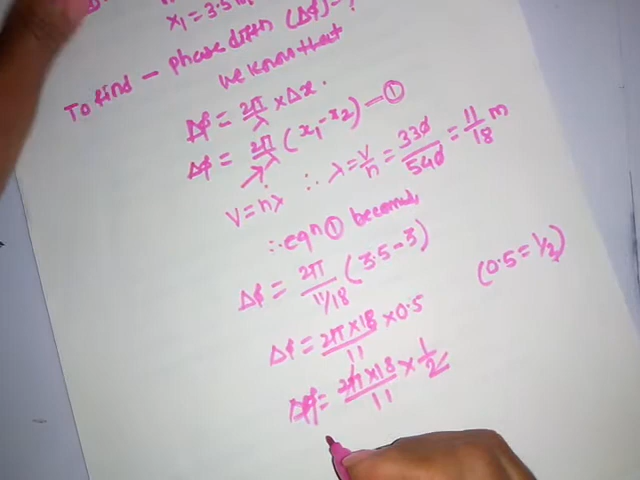 x₁ = 3.5 m
To find – phase diffn (Δϕ) = ?
we know that
Δϕ = 2π/λ × Δx.
Δϕ = 2π/λ (x₁ – x₂) – ①
V = nλ ∴ λ = V/n = 330/540 = 11/18 m
∴ eqn ① becomes,
Δϕ = 2π/11/18 (3.5 – 3)
Δϕ = 2π × 18/11 × 0.5 (0.5 = 1/2)
Δϕ = 2π × 18/11 × 1/2